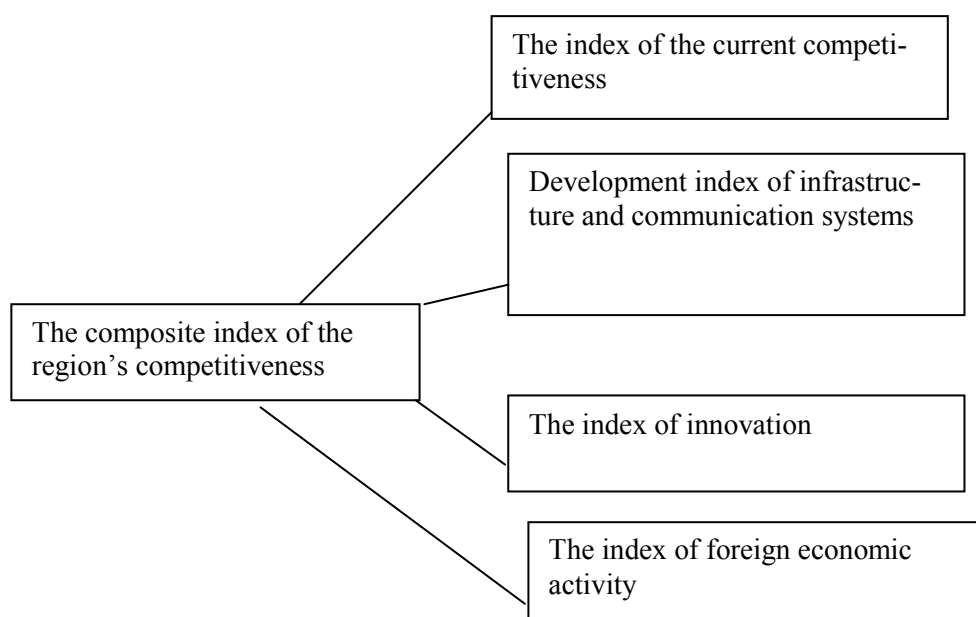 The index of the current competi-
tiveness
Development index of infrastruc-
ture and communication systems
The composite index of the
region’s competitiveness
The index of innovation
The index of foreign economic
activity